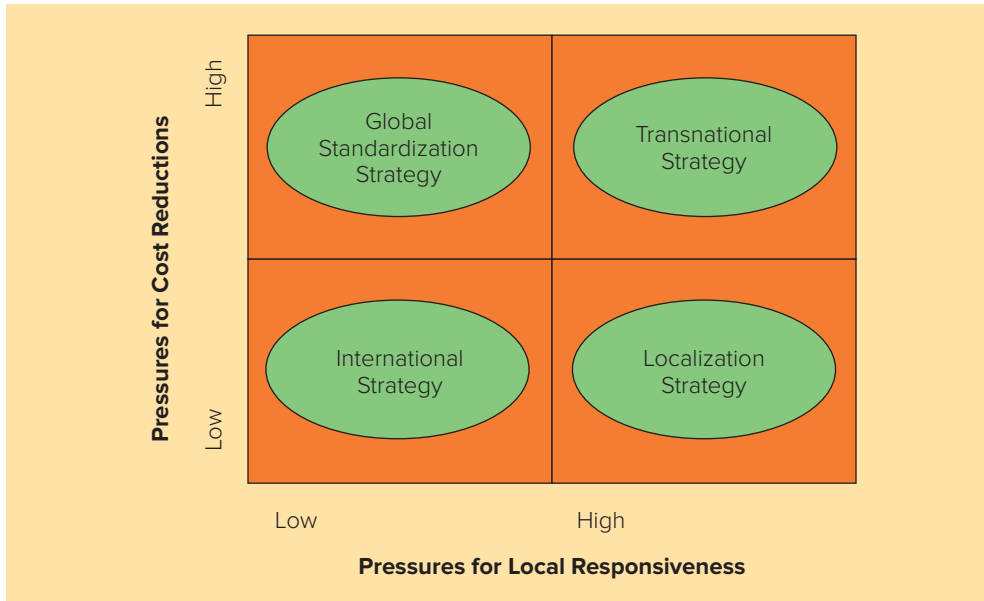 High
Global
Standardization
Strategy
Transnational
Strategy
Pressures for Cost Reductions
International
Strategy
Localization
Strategy
Low
Low
High
Pressures for Local Responsiveness